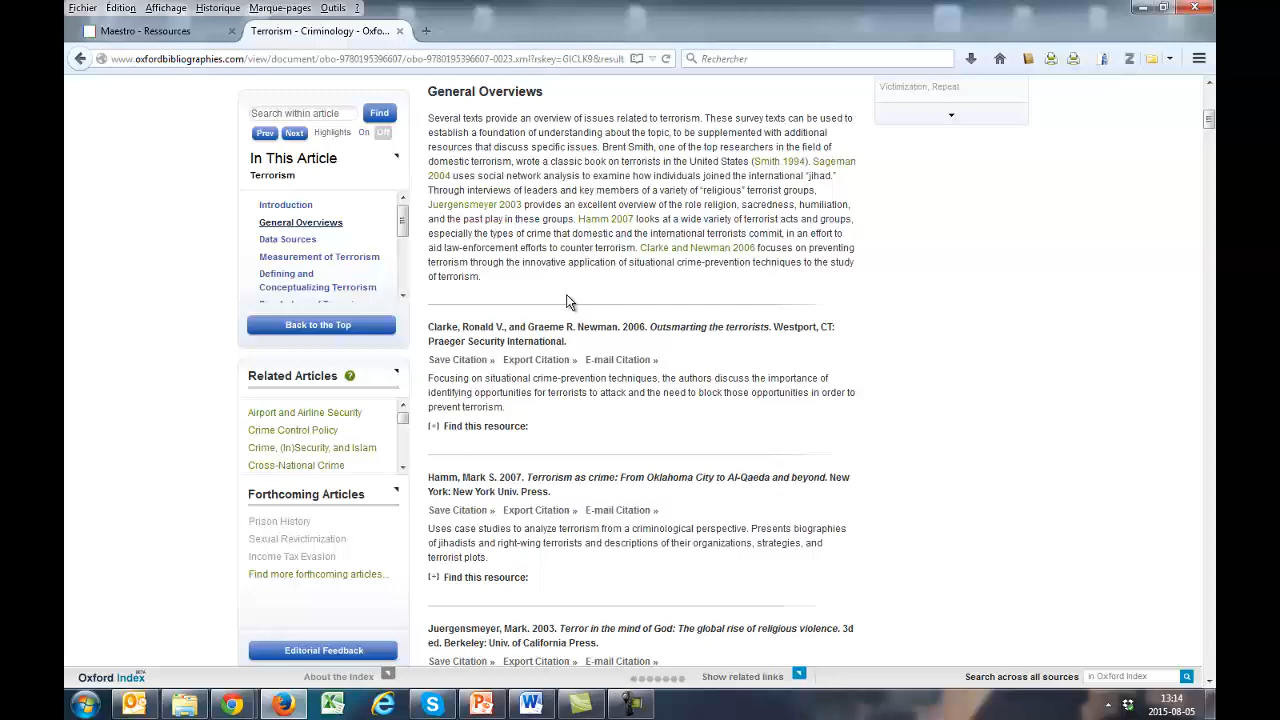 Fichier Édition Affichage Historique Marque-pages Outils ?
Maestro - Ressources × Terrorism - Criminology - Oxfo... × +
www.oxfordbibliographies.com/view/document/obo-9780195396607/obo-9780195396607-0023.xml?rskey=GICLK9&result Rechercher
General Overviews
Several texts provide an overview of issues related to terrorism. These survey texts can be used to
establish a foundation of understanding about the topic, to be supplemented with additional
resources that discuss specific issues. Brent Smith, one of the top researchers in the field of
domestic terrorism, wrote a classic book on terrorists in the United States (Smith 1994). Sageman
2004 uses social network analysis to examine how individuals joined the international "jihad."
Through interviews of leaders and key members of a variety of "religious" terrorist groups,
Juergensmeyer 2003 provides an excellent overview of the role religion, sacredness, humiliation,
and the past play in these groups. Hamm 2007 looks at a wide variety of terrorist acts and groups,
especially the types of crime that domestic and the international terrorists commit, in an effort to
aid law-enforcement efforts to counter terrorism. Clarke and Newman 2006 focuses on preventing
terrorism through the innovative application of situational crime-prevention techniques to the study
of terrorism.
Clarke, Ronald V., and Graeme R. Newman. 2006. Outsmarting the terrorists. Westport, CT:
Praeger Security International.
Save Citation » Export Citation » E-mail Citation »
Focusing on situational crime-prevention techniques, the authors discuss the importance of
identifying opportunities for terrorists to attack and the need to block those opportunities in order to
prevent terrorism.
[+] Find this resource:
Hamm, Mark S. 2007. Terrorism as crime: From Oklahoma City to Al-Qaeda and beyond. New
York: New York Univ. Press.
Save Citation » Export Citation » E-mail Citation »
Uses case studies to analyze terrorism from a criminological perspective. Presents biographies
of jihadists and right-wing terrorists and descriptions of their organizations, strategies, and
terrorist plots.
[+] Find this resource:
Juergensmeyer, Mark. 2003. Terror in the mind of God: The global rise of religious violence. 3d
ed. Berkeley: Univ. of California Press.
Save Citation » Export Citation » E-mail Citation »
Search within article Find
Prev Next Highlights On Off
In This Article
Terrorism
Introduction
General Overviews
Data Sources
Measurement of Terrorism
Defining and
Conceptualizing Terrorism
Back to the Top
Related Articles ?
Airport and Airline Security
Crime Control Policy
Crime, (In)Security, and Islam
Cross-National Crime
Forthcoming Articles
Prison History
Sexual Revictimization
Income Tax Evasion
Find more forthcoming articles...
Editorial Feedback
Victimization, Repeat
Oxford Index BETA About the Index Show related links Search across all sources in Oxford Index
13:14
2015-08-05